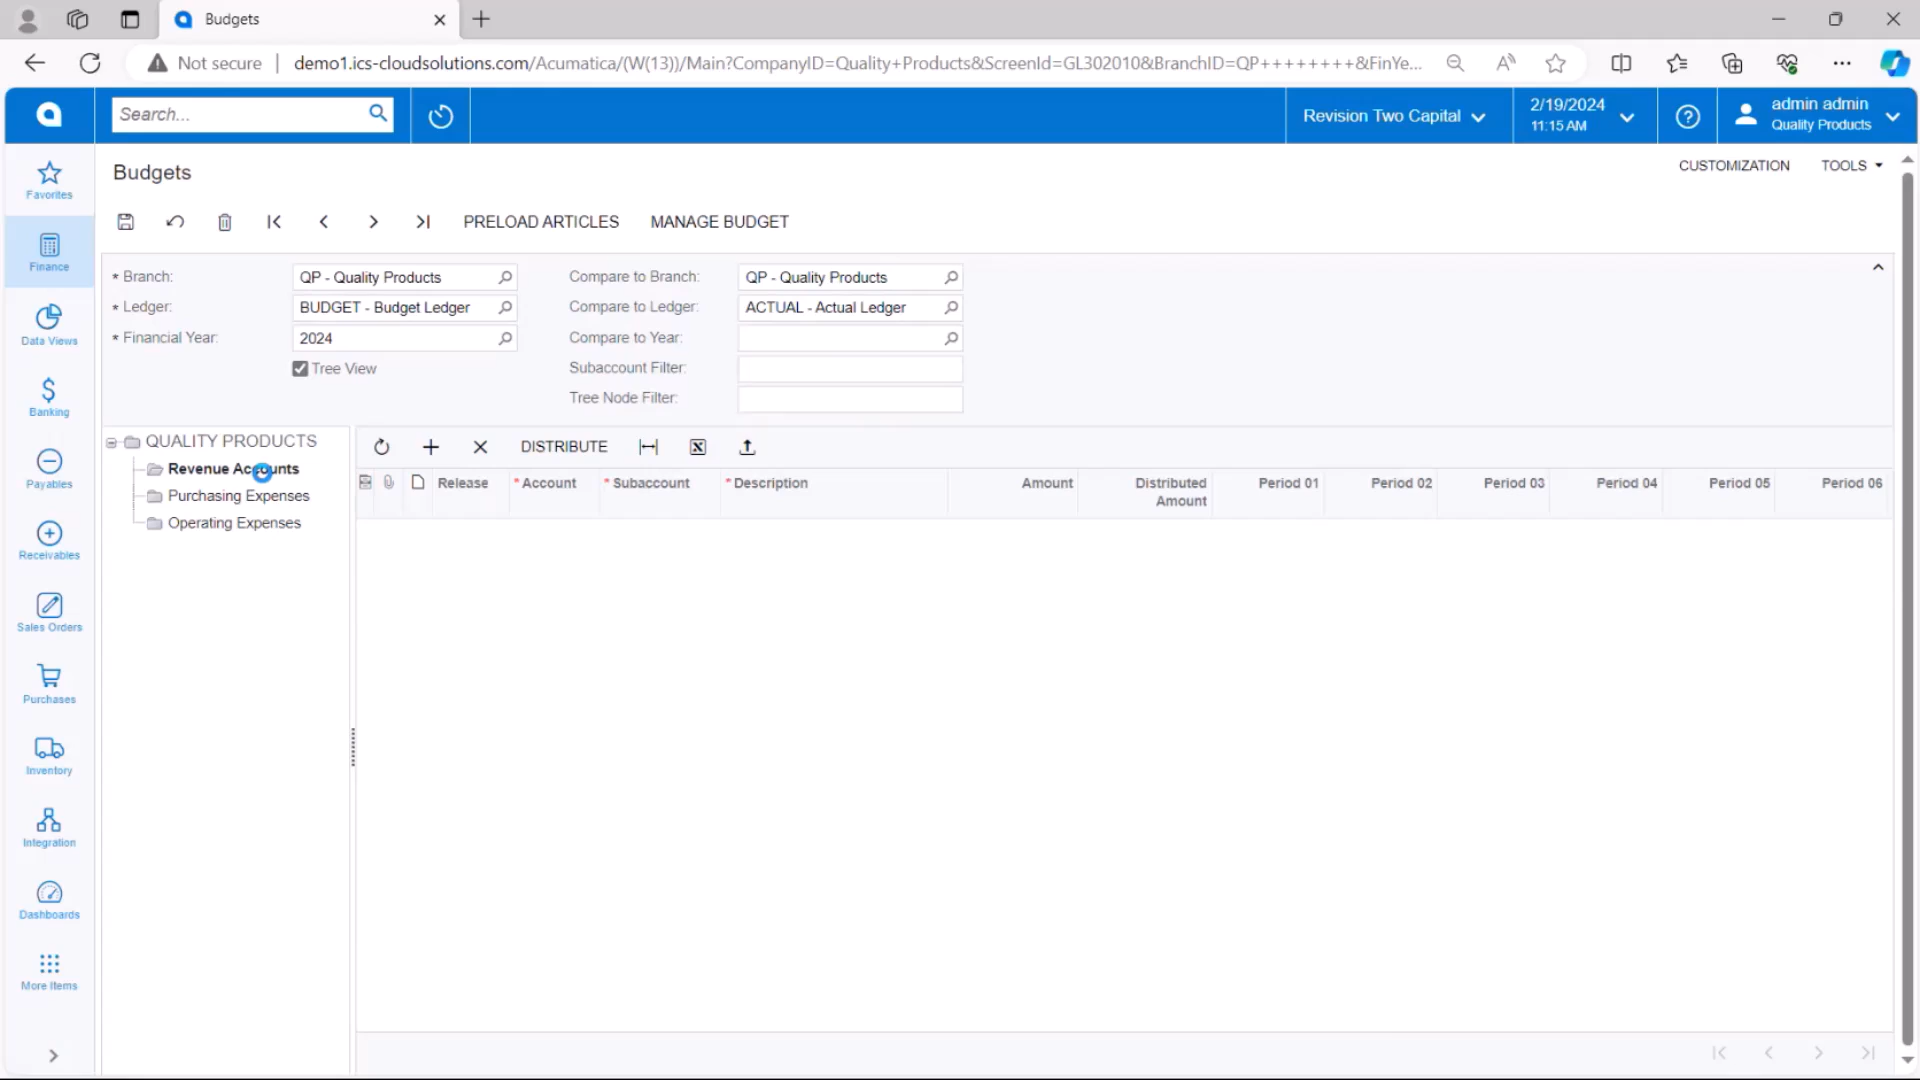 Budgets
Not secure
demo1.ics-cloudsolutions.com/Acumatica/(W(13))/Main?CompanyID=Quality+Products&ScreenId=GL302010&BranchID=QP++++++++&FinYe...
Search...
Revision Two Capital
2/19/2024
11:15 AM
admin admin
Quality Products
Favorites
Finance
Data Views
Banking
Payables
Receivables
Sales Orders
Purchases
Inventory
Integration
Dashboards
More Items
Budgets
CUSTOMIZATION
TOOLS
PRELOAD ARTICLES
MANAGE BUDGET
* Branch: QP - Quality Products
Compare to Branch: QP - Quality Products
* Ledger: BUDGET - Budget Ledger
Compare to Ledger: ACTUAL - Actual Ledger
* Financial Year: 2024
Compare to Year:
Tree View
Subaccount Filter:
Tree Node Filter:
QUALITY PRODUCTS
Revenue Accounts
Purchasing Expenses
Operating Expenses
DISTRIBUTE
Release
* Account
* Subaccount
* Description
Amount
Distributed
Amount
Period 01
Period 02
Period 03
Period 04
Period 05
Period 06